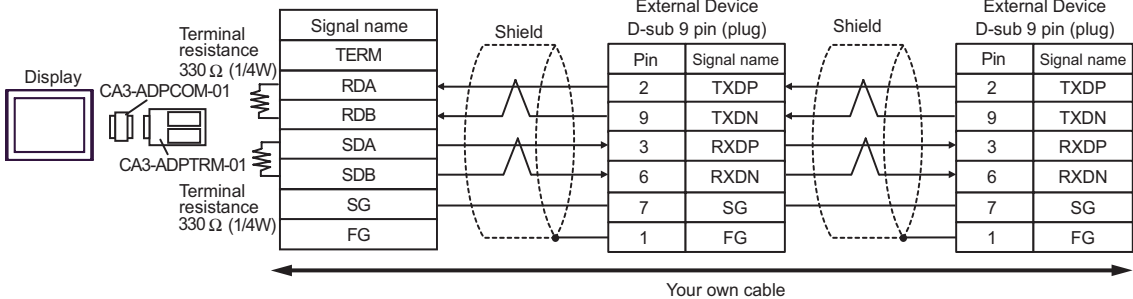 External Device
External Device
D-sub 9 pin (plug)
D-sub 9 pin (plug)
Signal name
Shield
Shield
Terminal
resistance
330 Ω (1/4W)
TERM
Pin Signal name
Pin Signal name
Display
CA3-ADPCOM-01
RDA
2 TXDP
2 TXDP
RDB
9 TXDN
9 TXDN
SDA
3 RXDP
3 RXDP
CA3-ADPTRM-01
SDB
6 RXDN
6 RXDN
Terminal
resistance
330 Ω (1/4W)
SG
7 SG
7 SG
FG
1 FG
1 FG
Your own cable